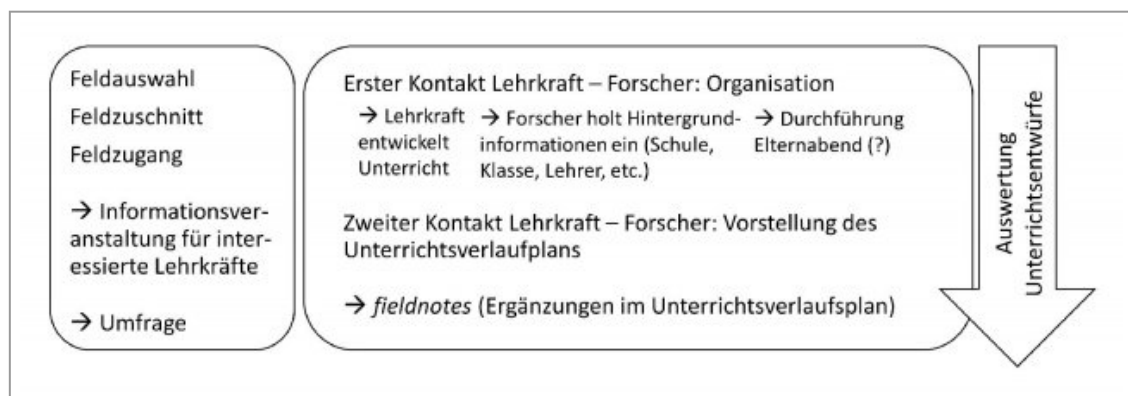 Feldauswahl
Feldzuschnitt
Feldzugang
→ Informationsver-
anstaltung für inter-
essierte Lehrkräfte
→ Umfrage
Erster Kontakt Lehrkraft – Forscher: Organisation
→ Lehrkraft
entwickelt
Unterricht
→ Forscher holt Hintergrund-
informationen ein (Schule,
Klasse, Lehrer, etc.)
→ Durchführung
Elternabend (?)
Zweiter Kontakt Lehrkraft – Forscher: Vorstellung des
Unterrichtsverlaufplans
→ fieldnotes (Ergänzungen im Unterrichtsverlaufsplan)
Auswertung
Unterrichtsentwürfe